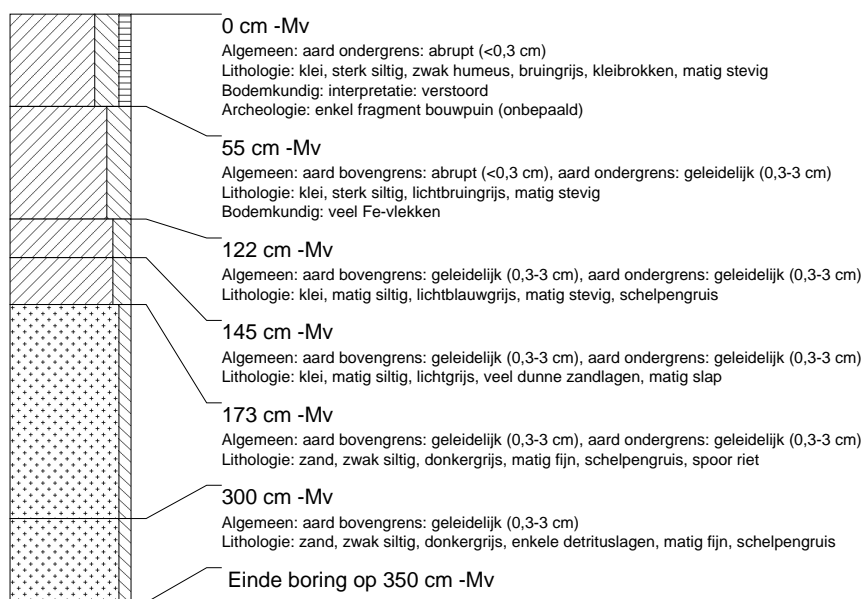 0 cm -Mv
Algemeen: aard ondergrens: abrupt (<0,3 cm)
Lithologie: klei, sterk siltig, zwak humeus, bruingrijs, kleibrokken, matig stevig
Bodemkundig: interpretatie: verstoord
Archeologie: enkel fragment bouwpuin (onbepaald)
55 cm -Mv
Algemeen: aard bovengrens: abrupt (<0,3 cm), aard ondergrens: geleidelijk (0,3-3 cm)
Lithologie: klei, sterk siltig, lichtbruingrijs, matig stevig
Bodemkundig: veel Fe-vlekken
122 cm -Mv
Algemeen: aard bovengrens: geleidelijk (0,3-3 cm), aard ondergrens: geleidelijk (0,3-3 cm)
Lithologie: klei, matig siltig, lichtblauwgrijs, matig stevig, schelpengruis
145 cm -Mv
Algemeen: aard bovengrens: geleidelijk (0,3-3 cm), aard ondergrens: geleidelijk (0,3-3 cm)
Lithologie: klei, matig siltig, lichtgrijs, veel dunne zandlagen, matig slap
173 cm -Mv
Algemeen: aard bovengrens: geleidelijk (0,3-3 cm), aard ondergrens: geleidelijk (0,3-3 cm)
Lithologie: zand, zwak siltig, donkergrijs, matig fijn, schelpengruis, spoor riet
300 cm -Mv
Algemeen: aard bovengrens: geleidelijk (0,3-3 cm)
Lithologie: zand, zwak siltig, donkergrijs, enkele detrituslagen, matig fijn, schelpengruis
Einde boring op 350 cm -Mv